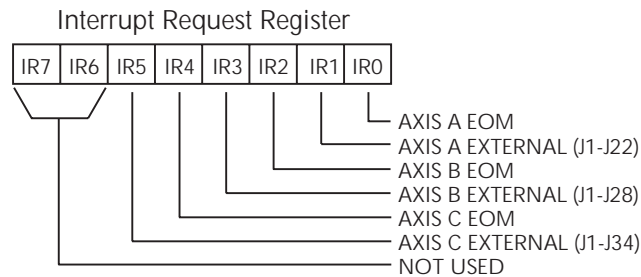 Interrupt Request Register
IR7 IR6 IR5 IR4 IR3 IR2 IR1 IR0
AXIS A EOM
AXIS A EXTERNAL (J1-J22)
AXIS B EOM
AXIS B EXTERNAL (J1-J28)
AXIS C EOM
AXIS C EXTERNAL (J1-J34)
NOT USED